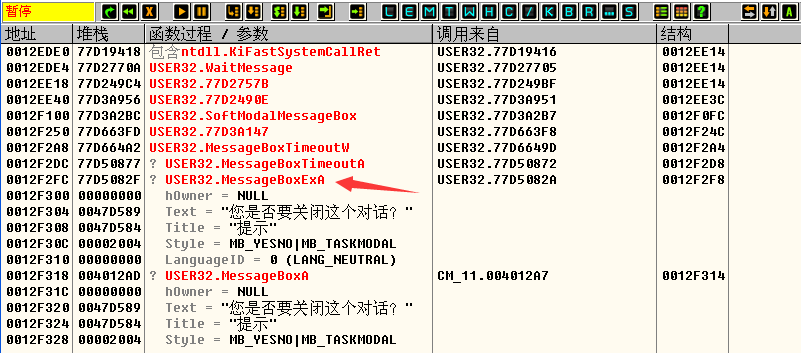 暂停 L E M T W H C / K B R ... S ?
地址 堆栈 函数过程 / 参数 调用来自 结构
0012EDE0 77D19418 包含ntdll.KiFastSystemCallRet USER32.77D19416 0012EE14
0012EDE4 77D2770A USER32.WaitMessage USER32.77D27705 0012EE14
0012EE18 77D249C4 USER32.77D2757B USER32.77D249BF 0012EE14
0012EE40 77D3A956 USER32.77D2490E USER32.77D3A951 0012EE3C
0012F100 77D3A2BC USER32.SoftModalMessageBox USER32.77D3A2B7 0012F0FC
0012F250 77D663FD USER32.77D3A147 USER32.77D663F8 0012F24C
0012F2A8 77D664A2 USER32.MessageBoxTimeoutW USER32.77D6649D 0012F2A4
0012F2DC 77D50877 ? USER32.MessageBoxTimeoutA USER32.77D50872 0012F2D8
0012F2FC 77D5082F ? USER32.MessageBoxExA USER32.77D5082A 0012F2F8
0012F300 00000000 hOwner = NULL
0012F304 0047D589 Text = "您是否要关闭这个对话？"
0012F308 0047D584 Title = "提示"
0012F30C 00002004 Style = MB_YESNO|MB_TASKMODAL
0012F310 00000000 LanguageID = 0 (LANG_NEUTRAL)
0012F318 004012AD ? USER32.MessageBoxA CM_11.004012A7 0012F314
0012F31C 00000000 hOwner = NULL
0012F320 0047D589 Text = "您是否要关闭这个对话？"
0012F324 0047D584 Title = "提示"
0012F328 00002004 Style = MB_YESNO|MB_TASKMODAL